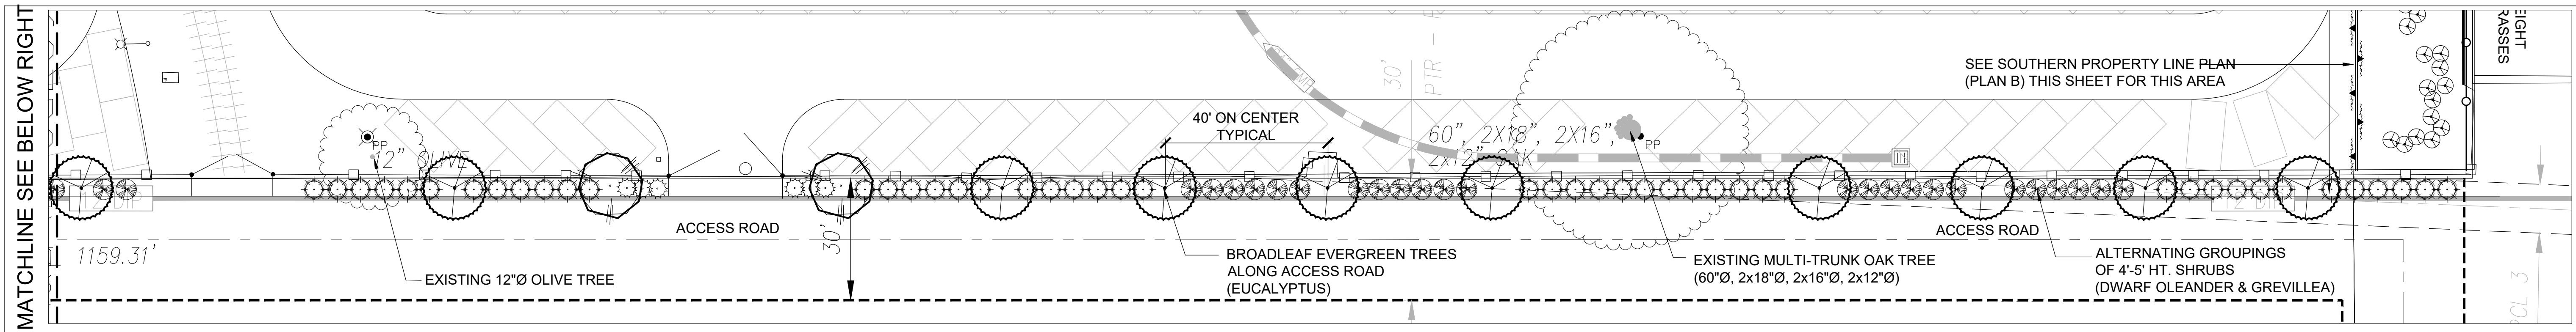 MATCHLINE SEE BELOW RIGHT
1159.31'
PP
12" OLIVE
EXISTING 12"Ø OLIVE TREE
ACCESS ROAD
30'
40' ON CENTER
TYPICAL
BROADLEAF EVERGREEN TREES
ALONG ACCESS ROAD
(EUCALYPTUS)
30'
PTR
60", 2X18", 2X16",
2X12" OAK
PP
EXISTING MULTI-TRUNK OAK TREE
(60"Ø, 2x18"Ø, 2x16"Ø, 2x12"Ø)
SEE SOUTHERN PROPERTY LINE PLAN
(PLAN B) THIS SHEET FOR THIS AREA
ACCESS ROAD
ALTERNATING GROUPINGS
OF 4'-5' HT. SHRUBS
(DWARF OLEANDER & GREVILLEA)
EIGHT
RASSES
PCL 3